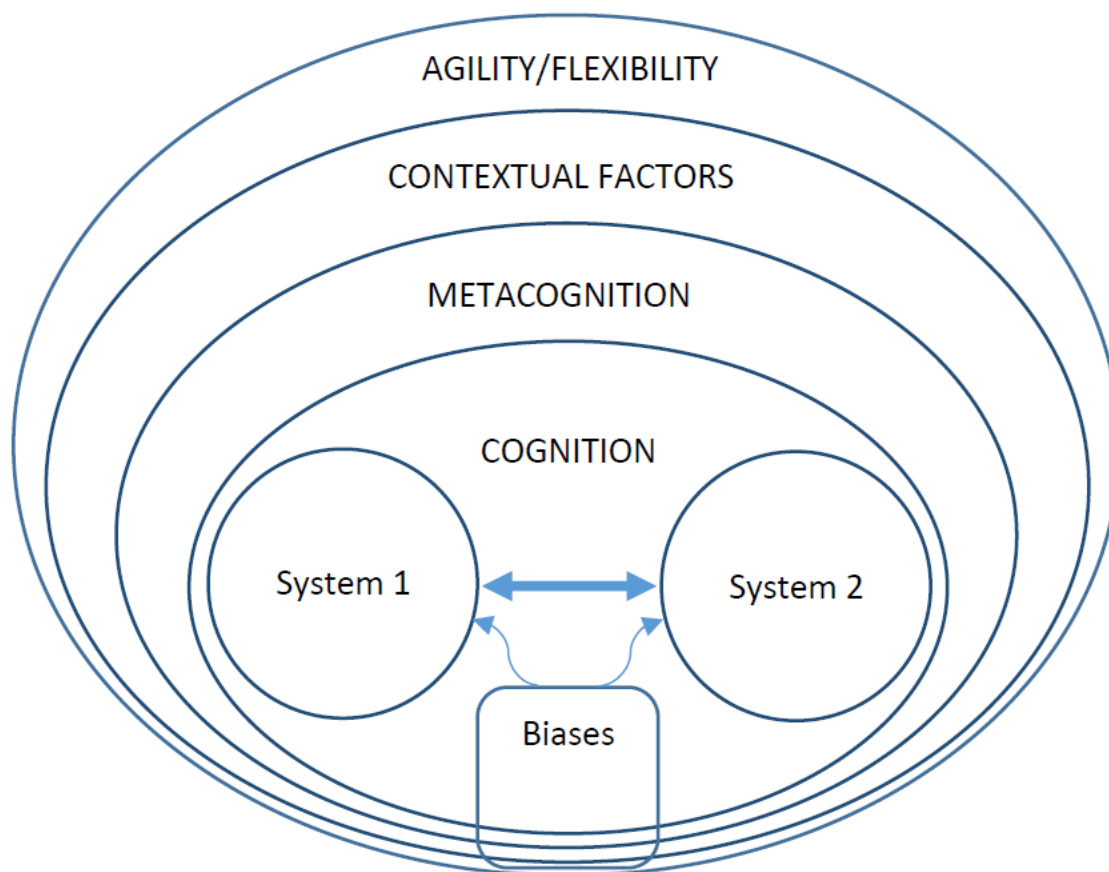 AGILITY/FLEXIBILITY
CONTEXTUAL FACTORS
METACOGNITION
COGNITION
System 1
System 2
Biases